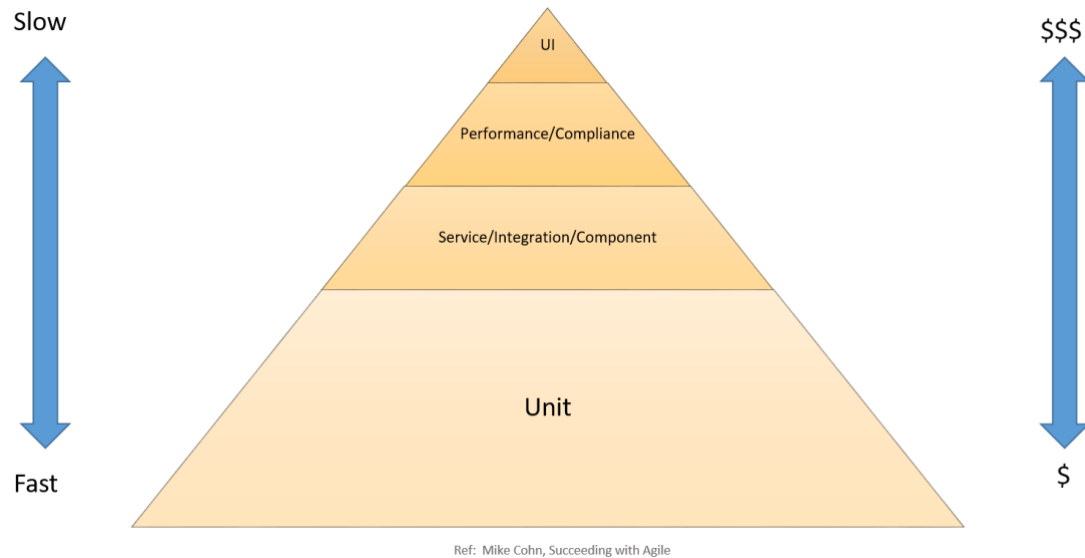 Slow
$$$
UI
Performance/Compliance
Service/Integration/Component
Unit
Fast
$
Ref: Mike Cohn, Succeeding with Agile